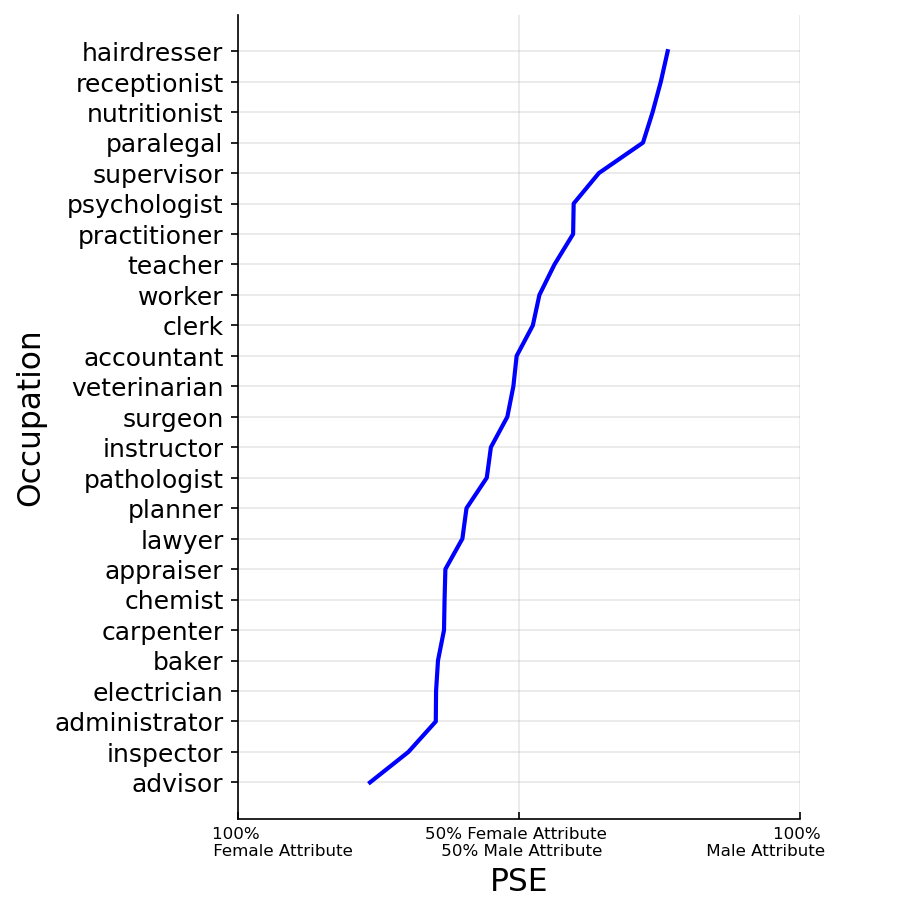 hairdresser
receptionist
nutritionist
paralegal
supervisor
psychologist
practitioner
teacher
worker
clerk
accountant
veterinarian
surgeon
instructor
pathologist
planner
lawyer
appraiser
chemist
carpenter
baker
electrician
administrator
inspector
advisor
Occupation
100% 50% Female Attribute 100%
Female Attribute 50% Male Attribute Male Attribute
PSE